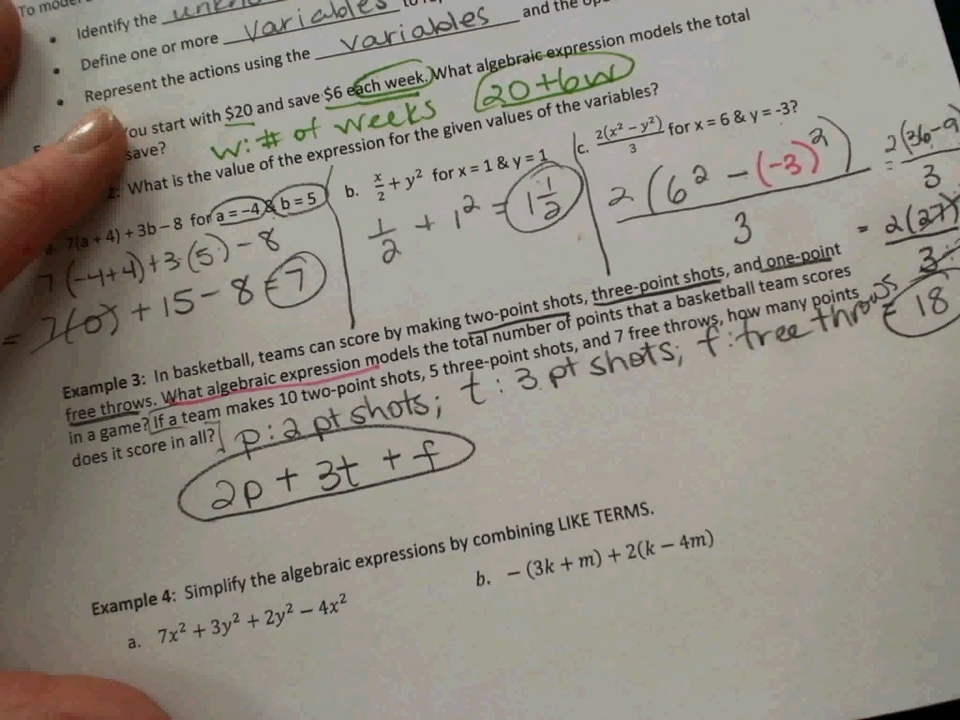 To model
Identify the unkn
Define one or more variables
Represent the actions using the variables and the
You start with $20 and save $6 each week. What algebraic expression models the total
save? w: # of weeks 20+6w
2: What is the value of the expression for the given values of the variables?
a. 7(a + 4) + 3b – 8 for a = –4 & b = 5
7(-4+4)+3(5)-8
= 7(0) + 15 - 8 = 7
b. x/2 + y² for x = 1 & y = 1
1/2 + 1² = 1 1/2
c. 2(x² – y²)/3 for x = 6 & y = -3?
2(6² - (-3)²)/3 = 2(36-9)/3
= 2(27)/3
= 18
Example 3: In basketball, teams can score by making two-point shots, three-point shots, and one-point
free throws. What algebraic expression models the total number of points that a basketball team scores
in a game? If a team makes 10 two-point shots, 5 three-point shots, and 7 free throws, how many points
does it score in all? p: 2 pt shots; t: 3 pt shots; f: free throws
2p + 3t + f
Example 4: Simplify the algebraic expressions by combining LIKE TERMS.
a. 7x² + 3y² + 2y² – 4x²
b. – (3k + m) + 2(k – 4m)